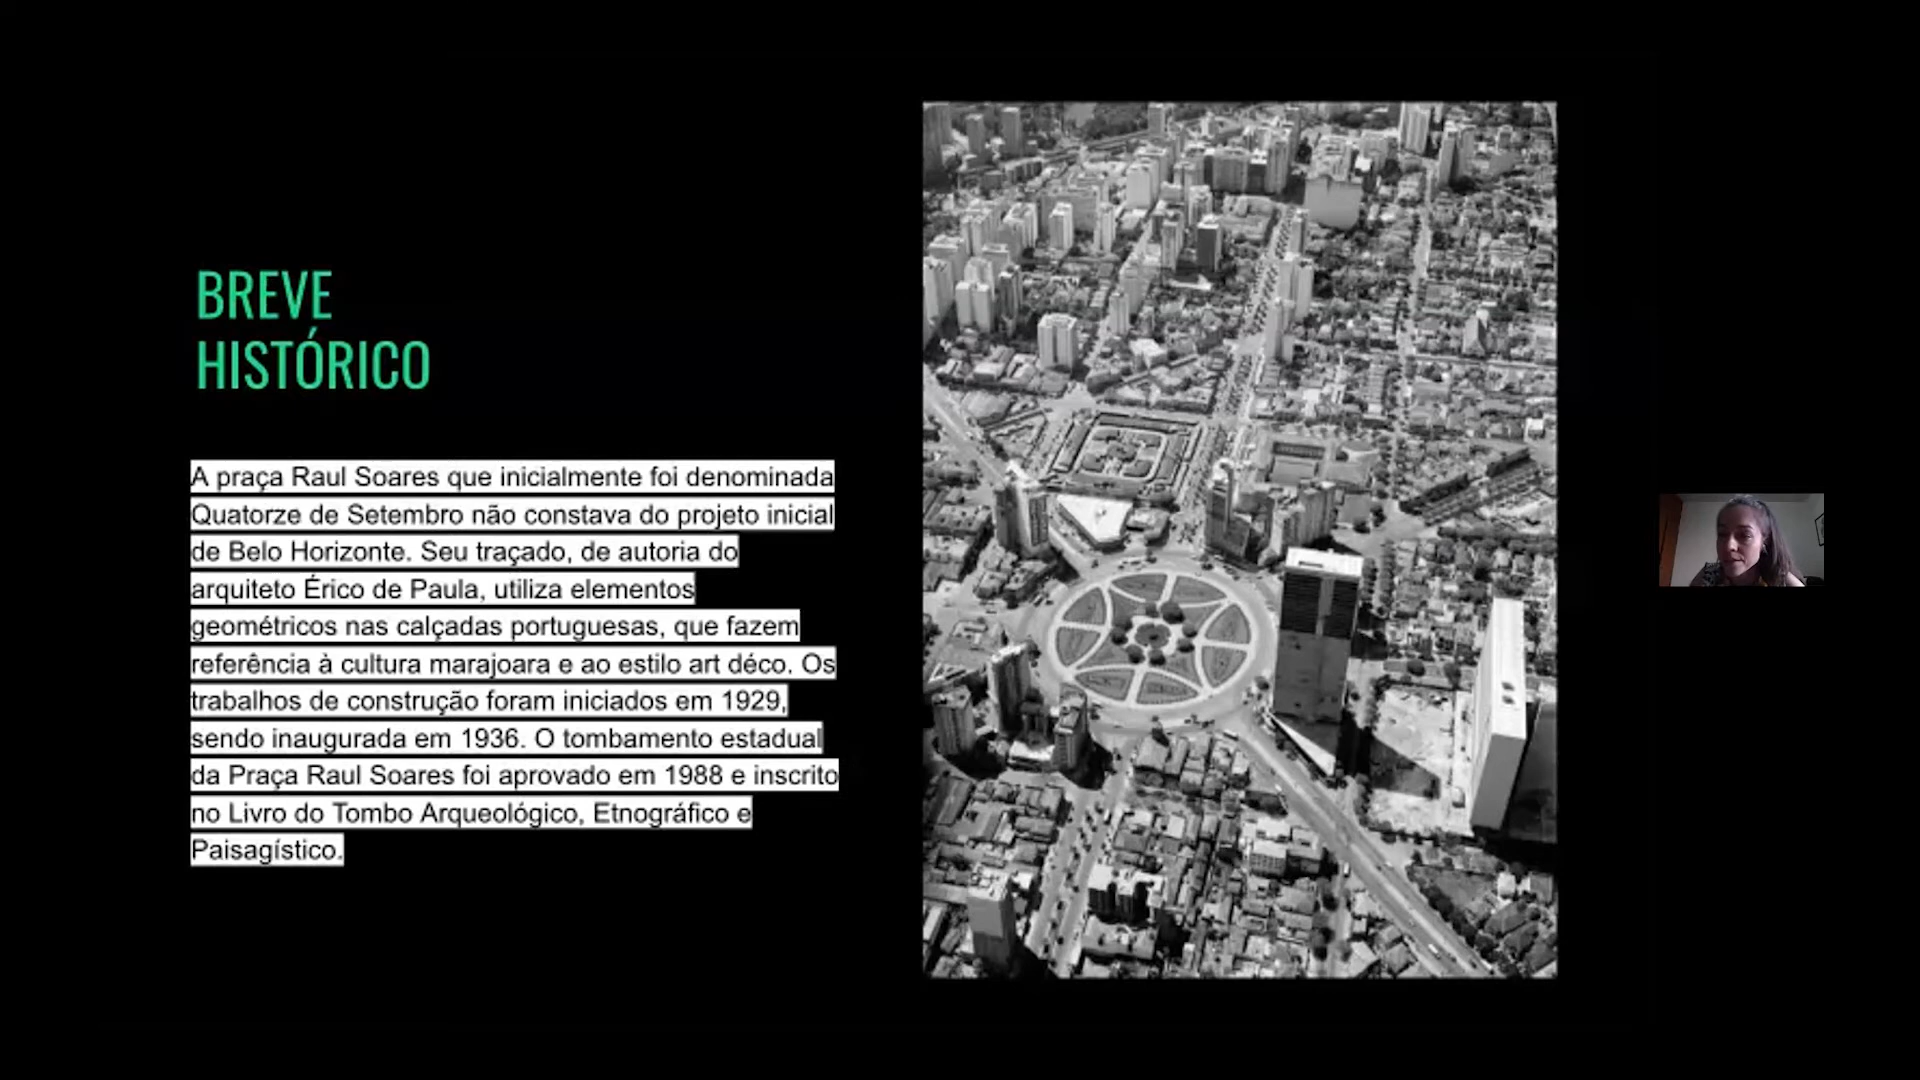 BREVE
HISTÓRICO
A praça Raul Soares que inicialmente foi denominada
Quatorze de Setembro não constava do projeto inicial
de Belo Horizonte. Seu traçado, de autoria do
arquiteto Érico de Paula, utiliza elementos
geométricos nas calçadas portuguesas, que fazem
referência à cultura marajoara e ao estilo art déco. Os
trabalhos de construção foram iniciados em 1929,
sendo inaugurada em 1936. O tombamento estadual
da Praça Raul Soares foi aprovado em 1988 e inscrito
no Livro do Tombo Arqueológico, Etnográfico e
Paisagístico.